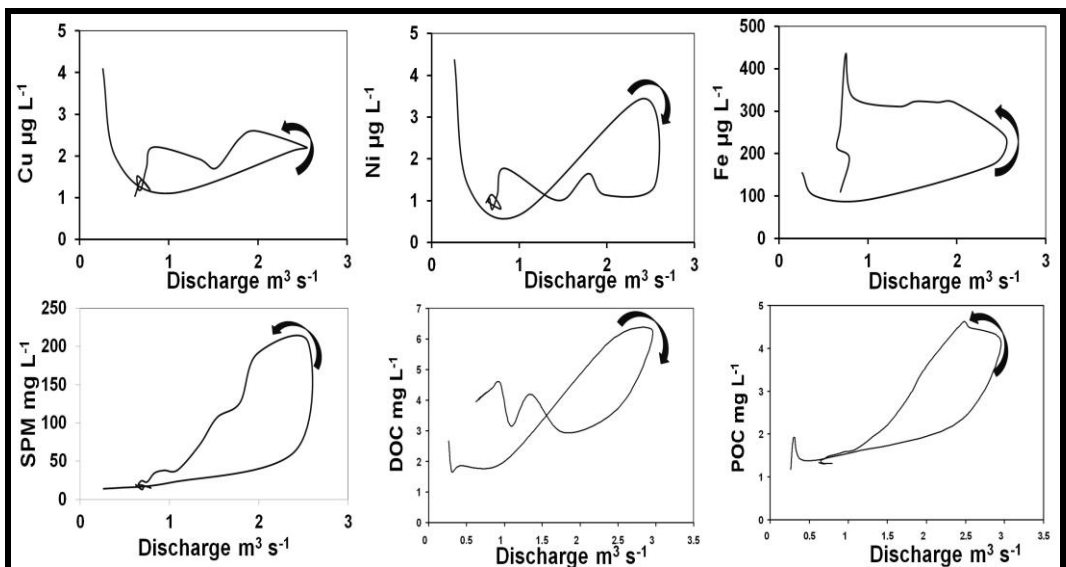 Cu µg L⁻¹
5
4
3
2
1
0
0 1 2 3
Discharge m³ s⁻¹
Ni µg L⁻¹
5
4
3
2
1
0
0 1 2 3
Discharge m³ s⁻¹
Fe µg L⁻¹
500
400
300
200
100
0
0 1 2 3
Discharge m³ s⁻¹
SPM mg L⁻¹
250
200
150
100
50
0
0 1 2 3
Discharge m³ s⁻¹
DOC mg L⁻¹
7
6
5
4
3
2
1
0
0 0.5 1 1.5 2 2.5 3 3.5
Discharge m³ s⁻¹
POC mg L⁻¹
5
4
3
2
1
0
0 0.5 1 1.5 2 2.5 3 3.5
Discharge m³ s⁻¹